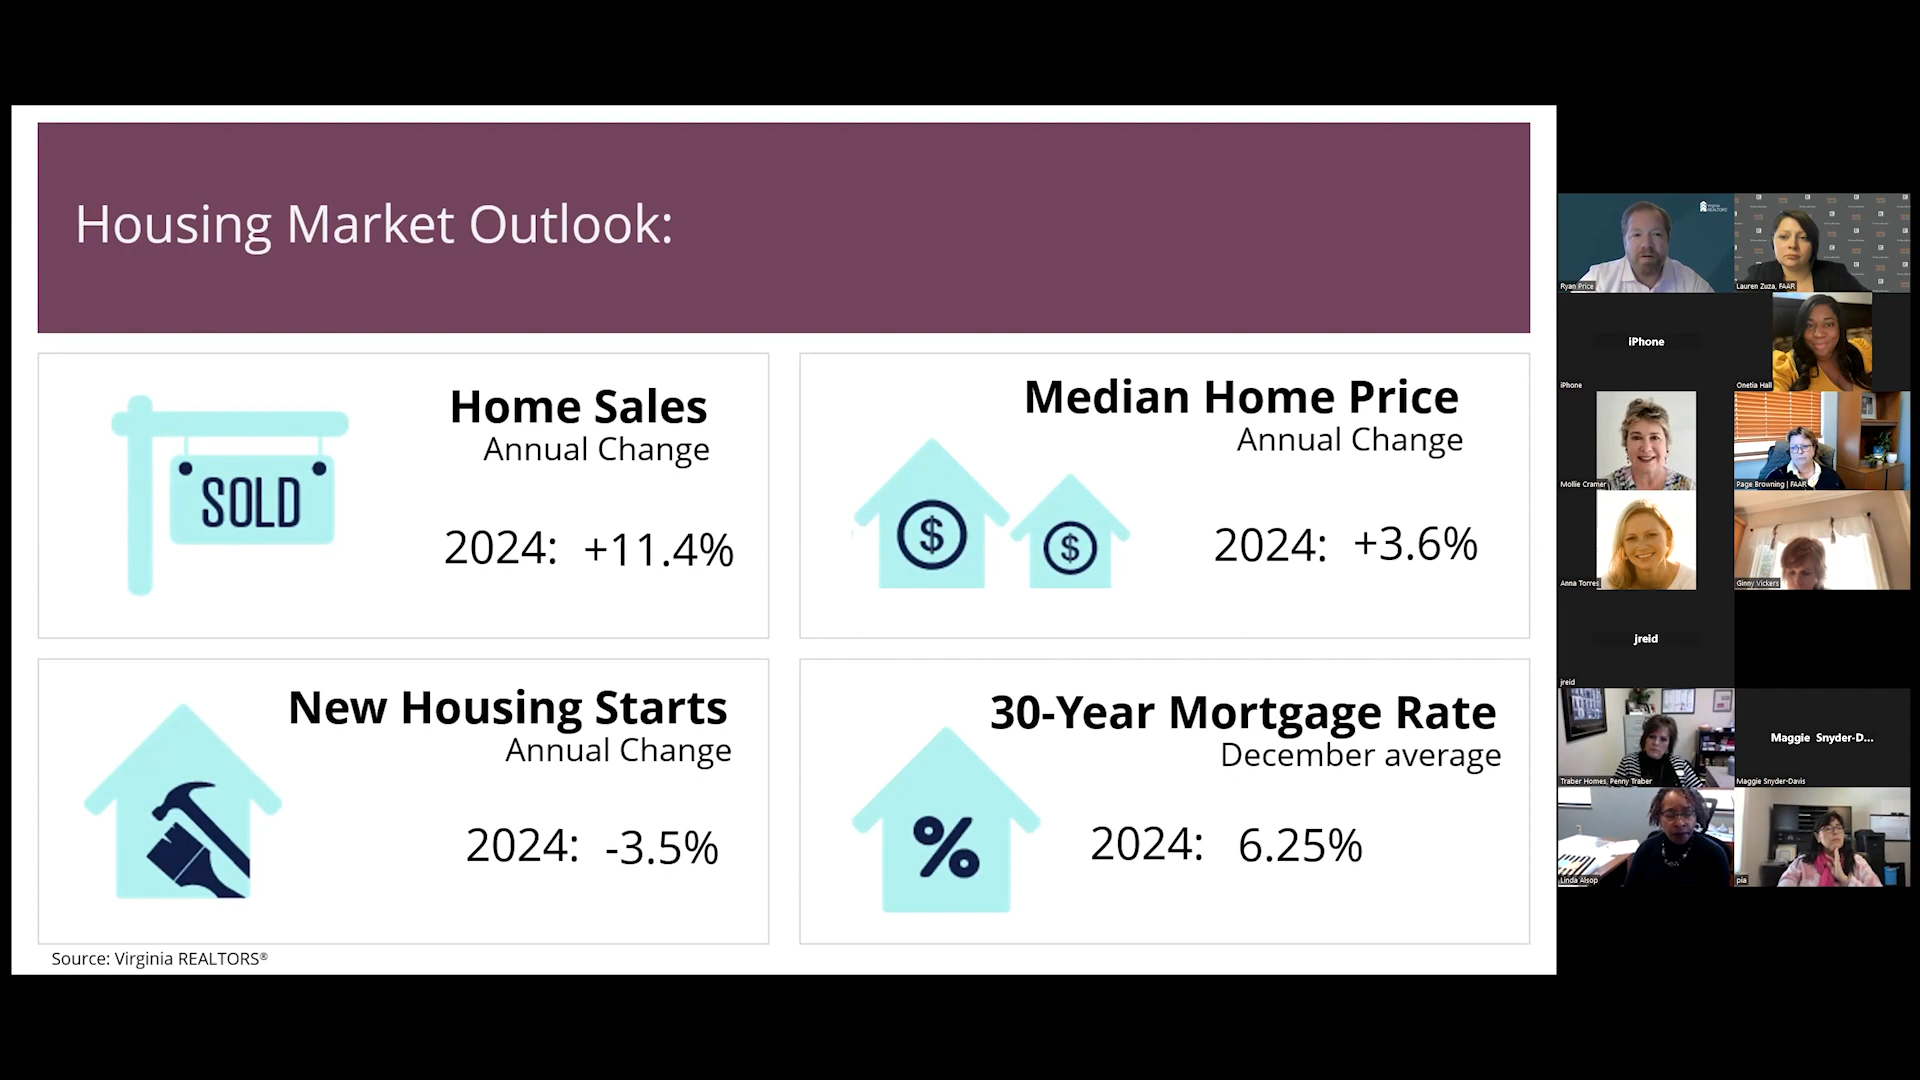 Housing Market Outlook:
SOLD
Home Sales
Annual Change
2024: +11.4%
$
$
Median Home Price
Annual Change
2024: +3.6%
New Housing Starts
Annual Change
2024: -3.5%
%
30-Year Mortgage Rate
December average
2024: 6.25%
Source: Virginia REALTORS®
Virginia
REALTORS
Ryan Price
Lauren Zuza, FAAR
iPhone
iPhone
Onetia Hall
Mollie Cramer
Page Browning | FAAR
Anna Torres
Ginny Vickers
jreid
jreid
Traber Homes, Penny Traber
Maggie Snyder-D...
Maggie Snyder-Davis
Linda Alsop
pia